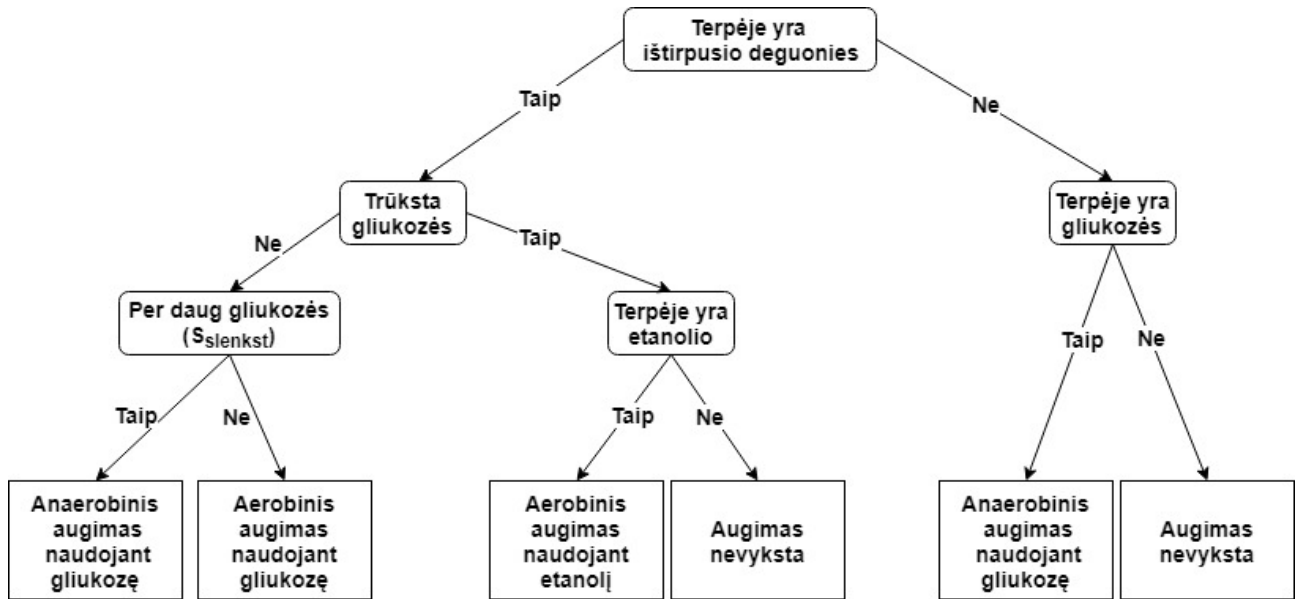 Terpėje yra
ištirpusio deguonies
Taip
Ne
Trūksta
gliukozės
Terpėje yra
gliukozės
Ne
Taip
Per daug gliukozės
(Sslenkst)
Terpėje yra
etanolio
Taip
Ne
Taip
Ne
Taip
Ne
Anaerobinis
augimas
naudojant
gliukozę
Aerobinis
augimas
naudojant
gliukozę
Aerobinis
augimas
naudojant
etanolį
Augimas
nevyksta
Anaerobinis
augimas
naudojant
gliukozę
Augimas
nevyksta